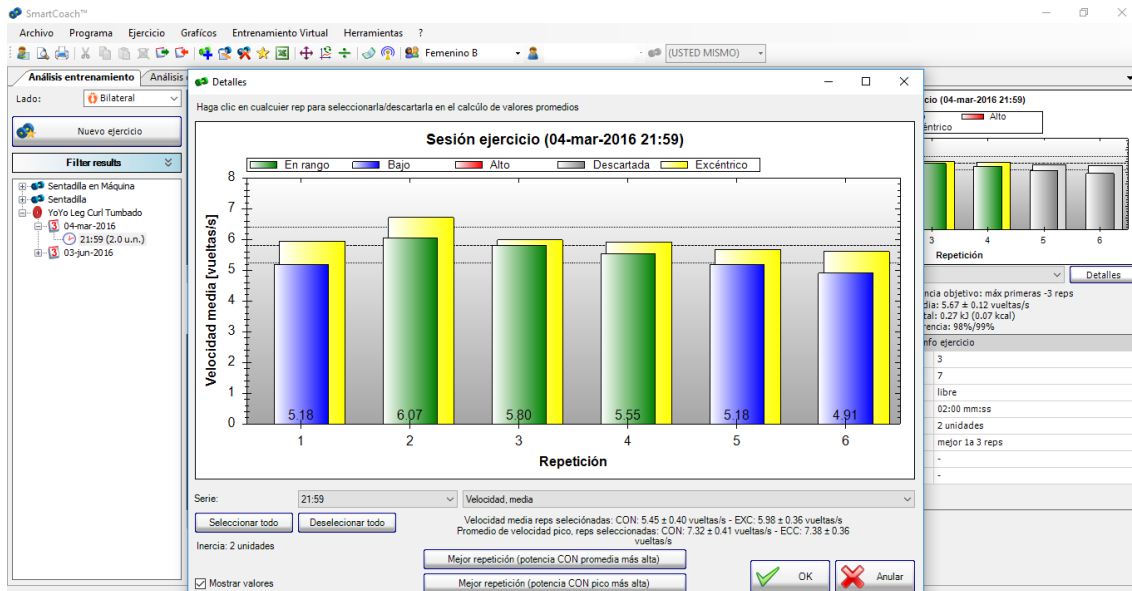 SmartCoach™
Archivo Programa Ejercicio Gráficos Entrenamiento Virtual Herramientas ?
Femenino B (USTED MISMO)
Análisis entrenamiento Análisis
Lado: Bilateral
Nuevo ejercicio
Filter results
Sentadilla en Máquina
Sentadilla
YoYo Leg Curl Tumbado
3 04-mar-2016
21:59 (2.0 u.n.)
3 03-jun-2016
Detalles
Haga clic en cualcuier rep para seleccionarla/descartarla en el calcúlo de valores promedios
Sesión ejercicio (04-mar-2016 21:59)
En rango Bajo Alto Descartada Excéntrico
Velocidad media [vueltas/s]
8
7
6
5
4
3
2
1
0
5.18 6.07 5.80 5.55 5.18 4.91
1 2 3 4 5 6
Repetición
Serie: 21:59 Velocidad, media
Seleccionar todo Deselecionar todo
Velocidad media reps seleciónadas: CON: 5.45 ± 0.40 vueltas/s - EXC: 5.98 ± 0.36 vueltas/s
Promedio de velocidad pico, reps seleccionadas: CON: 7.32 ± 0.41 vueltas/s - ECC: 7.38 ± 0.36
vueltas/s
Inercia: 2 unidades
Mejor repetición (potencia CON promedia más alta)
Mostrar valores
Mejor repetición (potencia CON pico más alta)
OK Anular
cio (04-mar-2016 21:59)
Alto
éntrico
3 4 5 6
Repetición
Detalles
ncia objetivo: máx primeras -3 reps
dia: 5.67 ± 0.12 vueltas/s
tal: 0.27 kJ (0.07 kcal)
rencia: 98%/99%
nfo ejercicio
3
7
libre
02:00 mm:ss
2 unidades
mejor 1a 3 reps
-
-